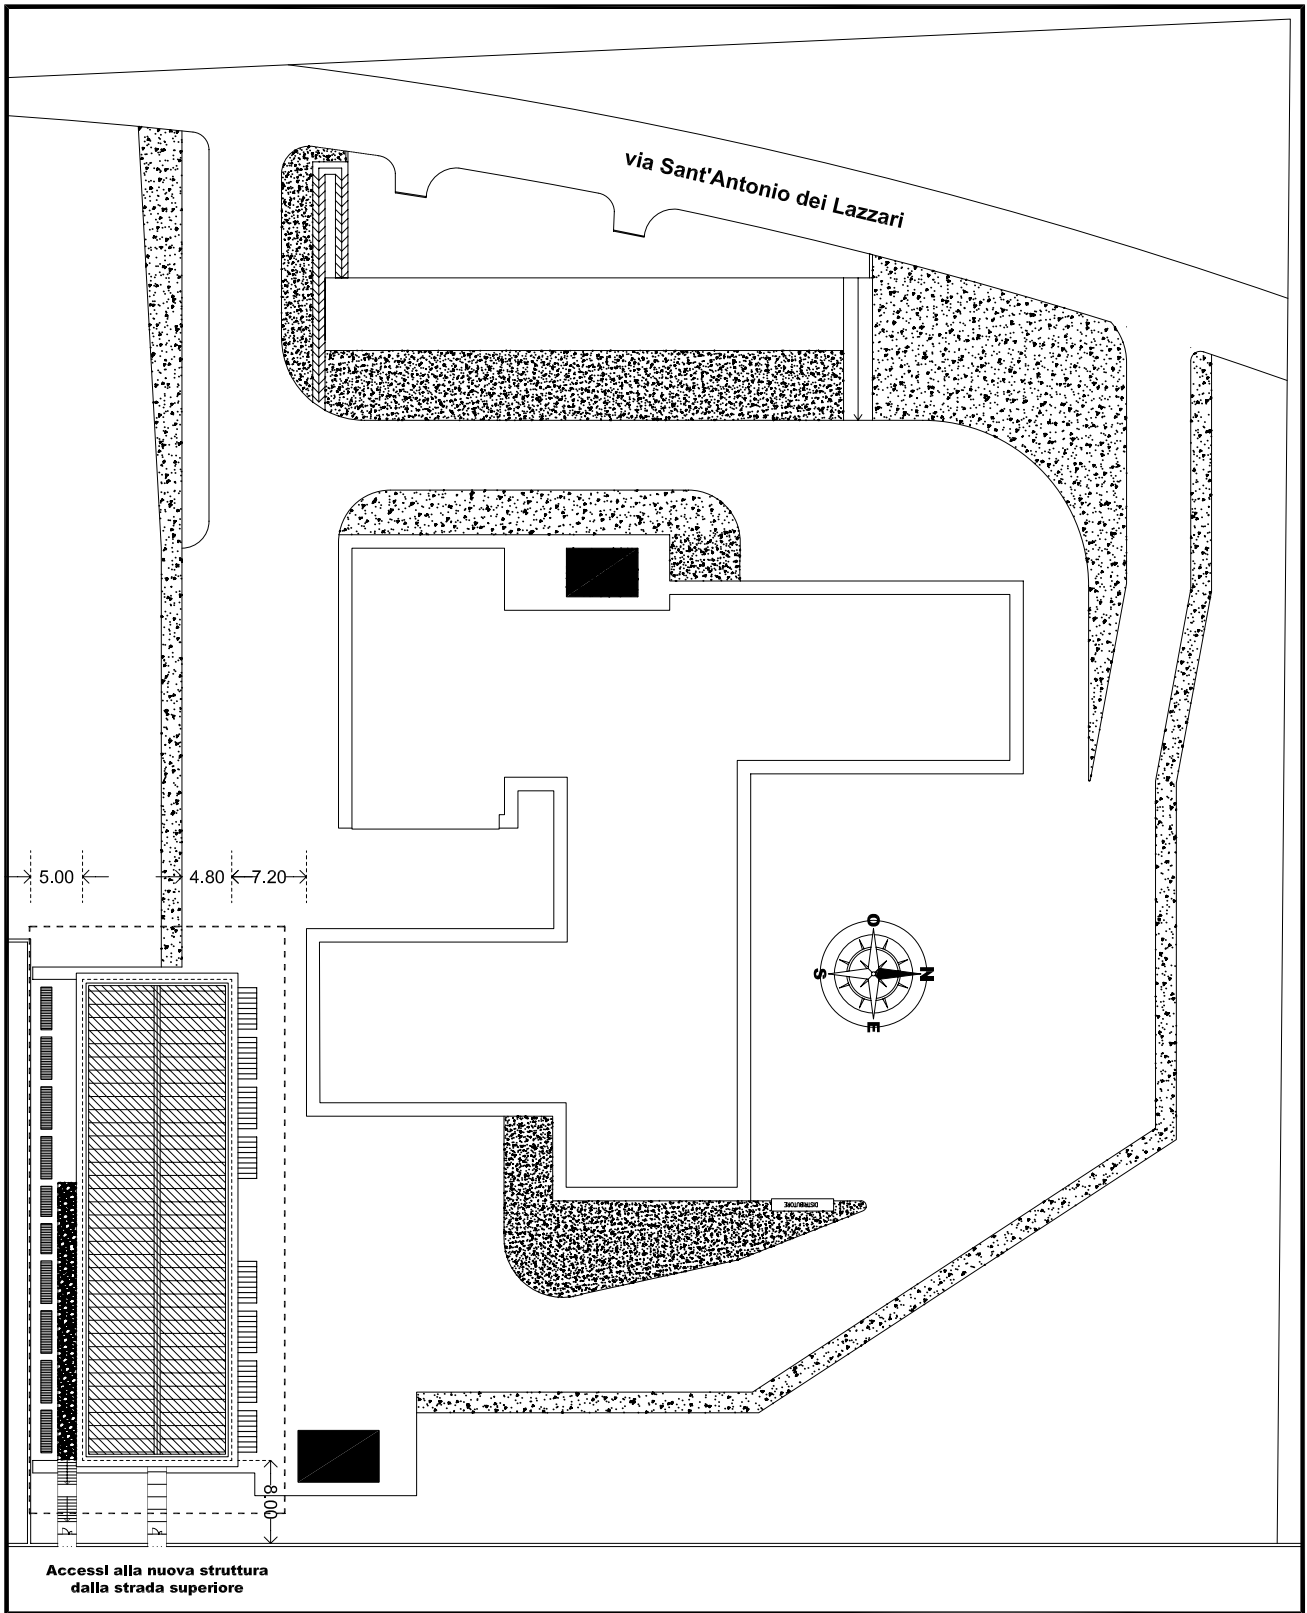 via Sant'Antonio dei Lazzari
5.00
4.80
7.20
O
S
N
E
DISTRIBUTORE
8.00
Accessi alla nuova struttura
dalla strada superiore